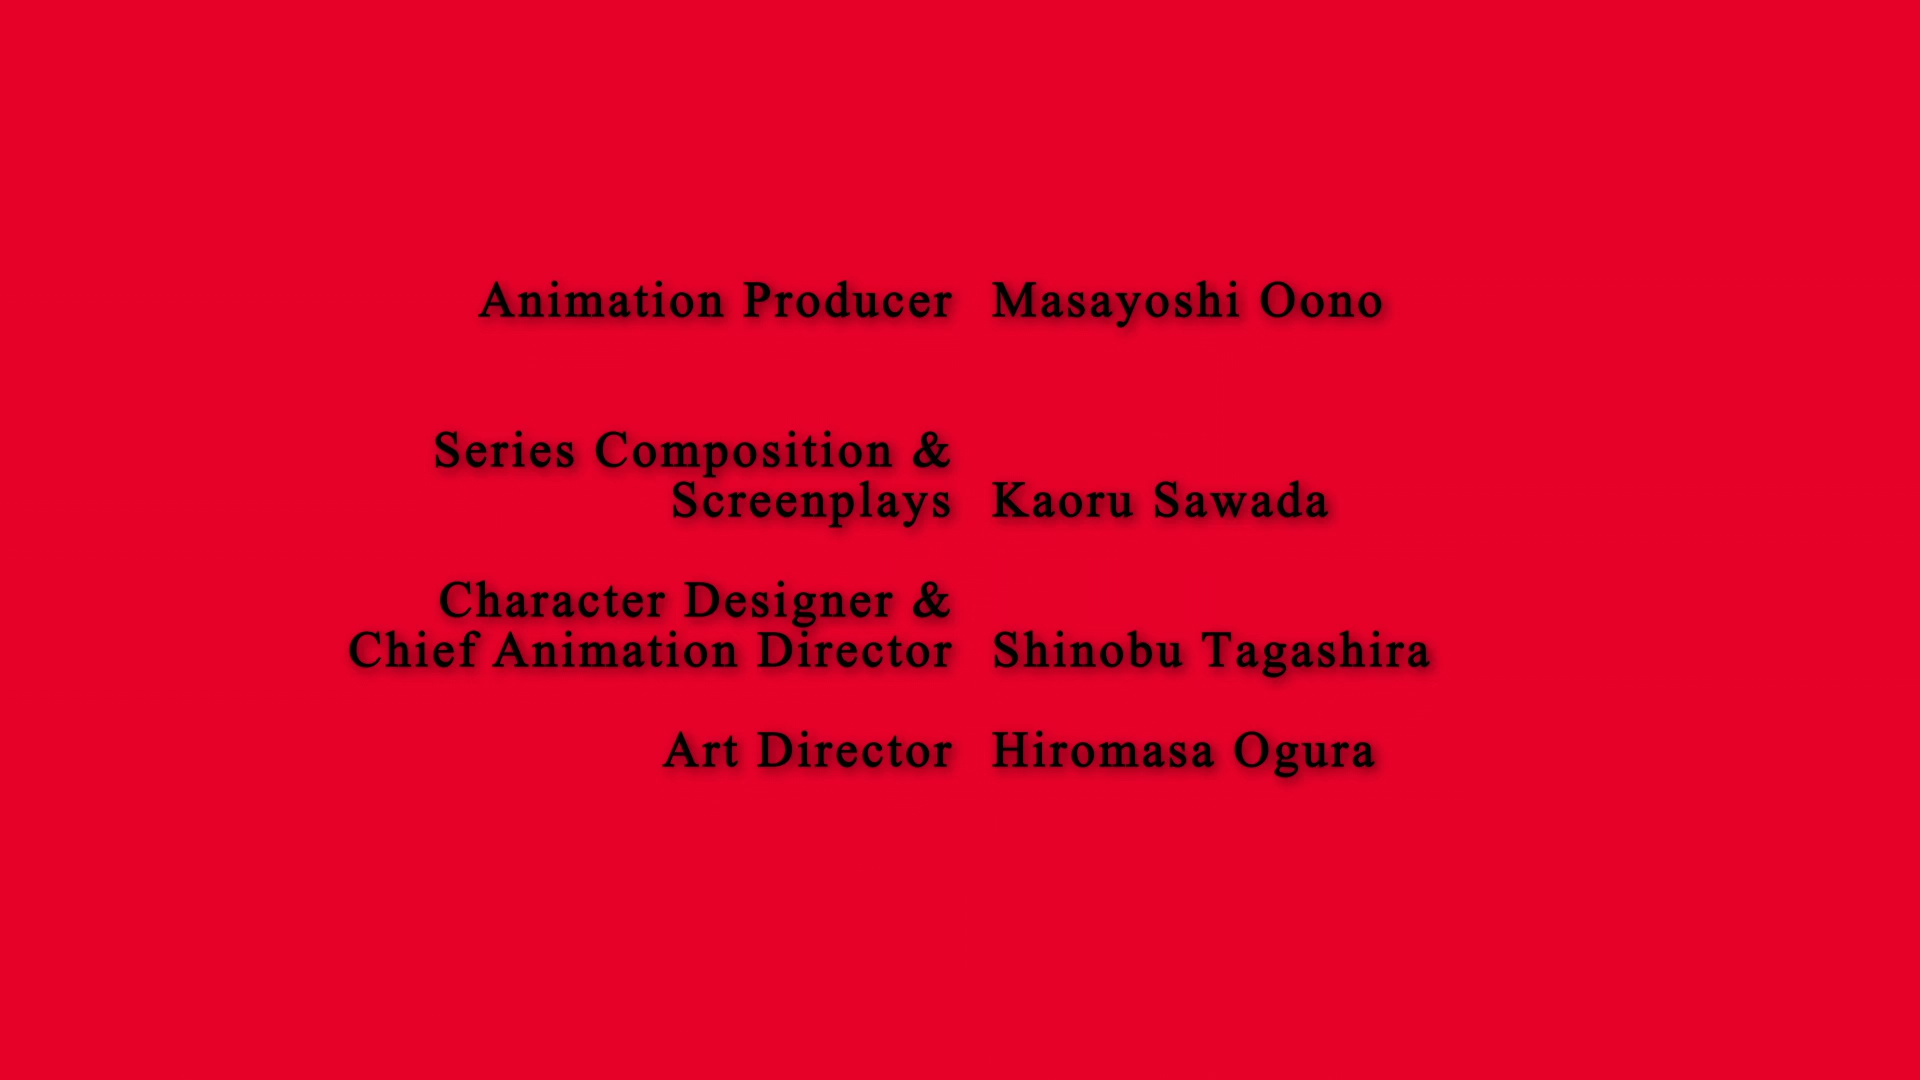 Animation Producer Masayoshi Oono
Series Composition &
Screenplays Kaoru Sawada
Character Designer &
Chief Animation Director Shinobu Tagashira
Art Director Hiromasa Ogura